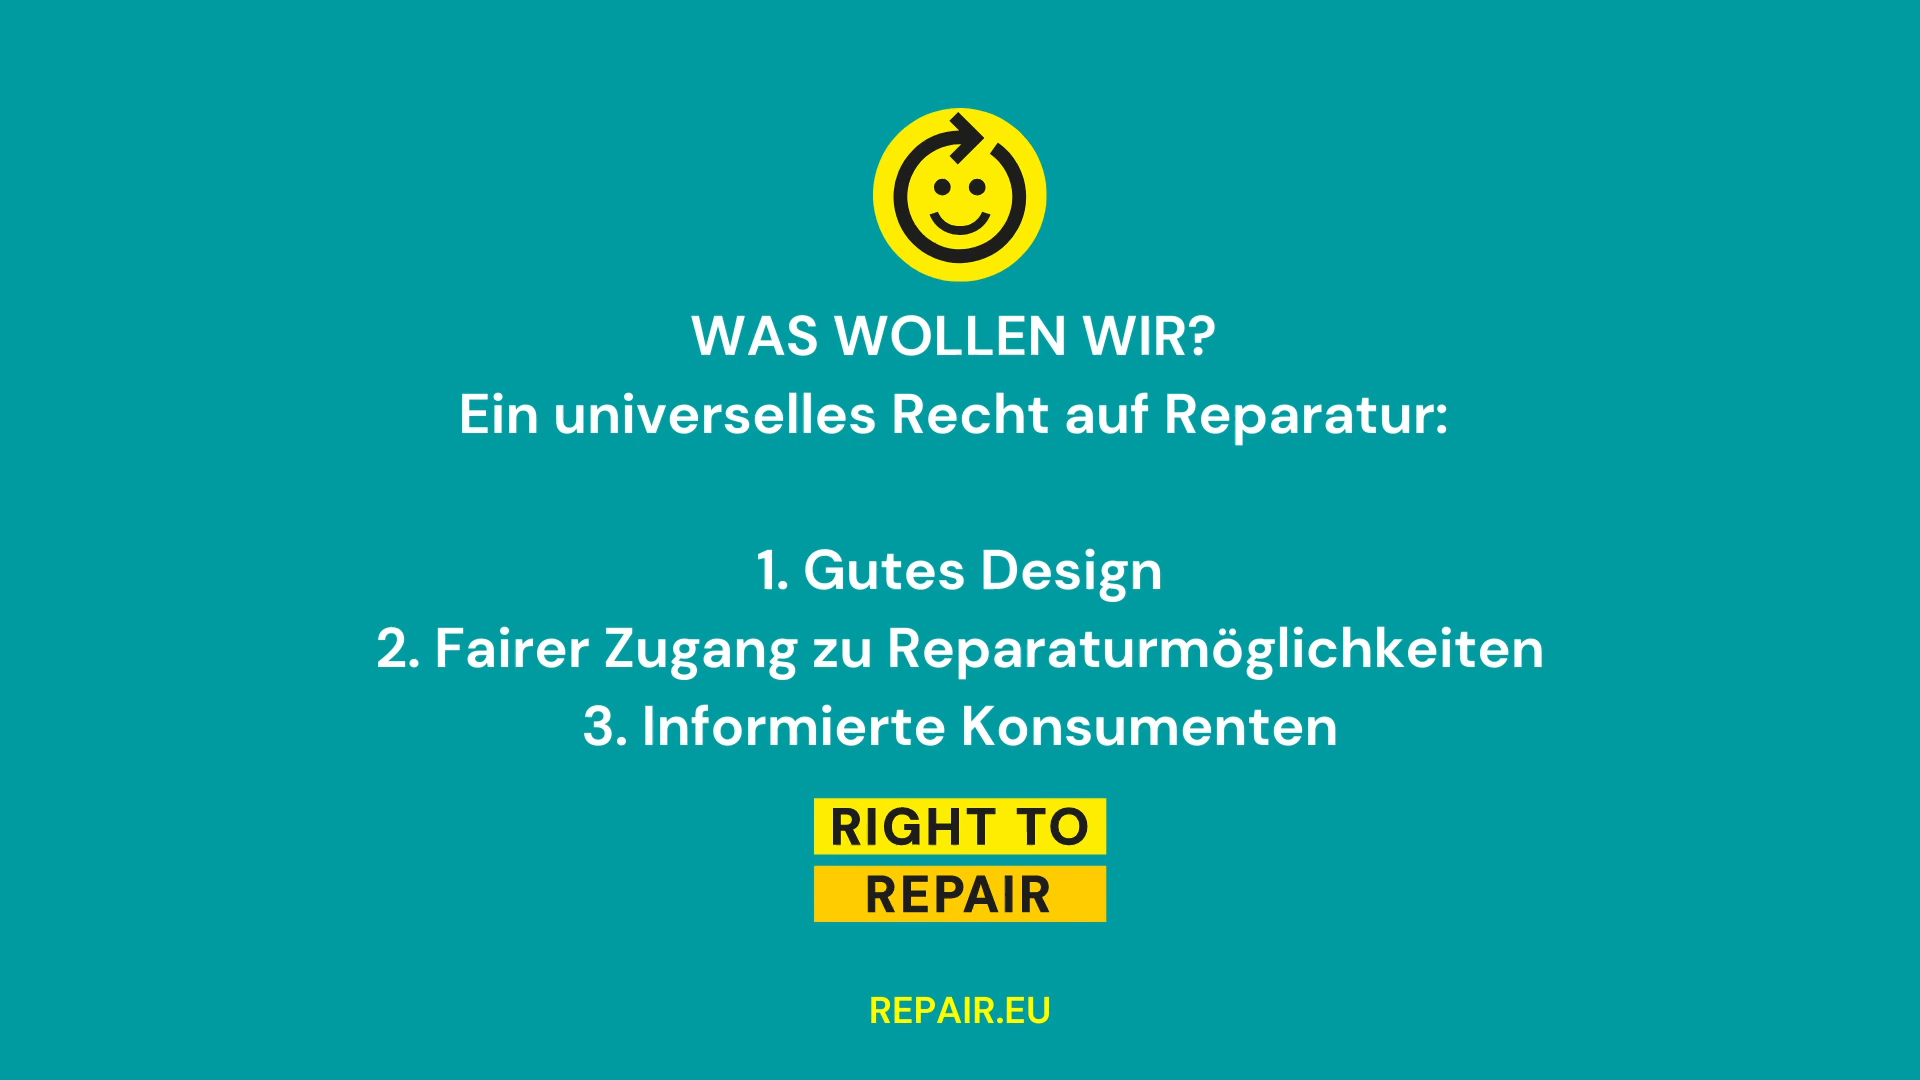 WAS WOLLEN WIR?
Ein universelles Recht auf Reparatur:
1. Gutes Design
2. Fairer Zugang zu Reparaturmöglichkeiten
3. Informierte Konsumenten
RIGHT TO
REPAIR
REPAIR.EU